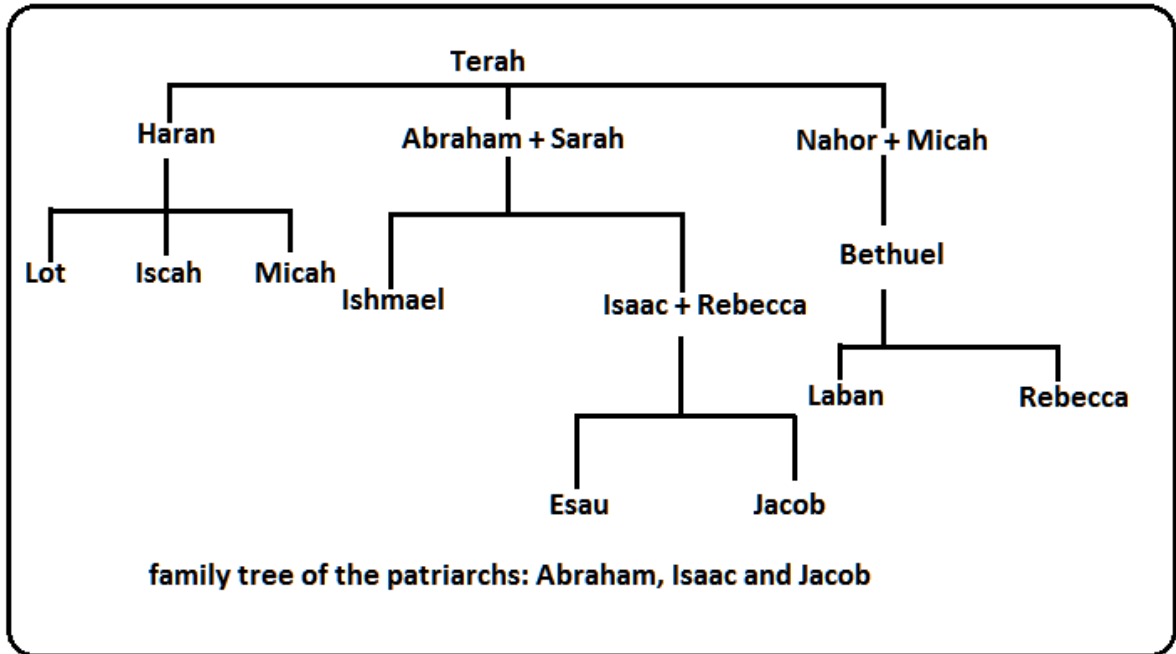 Terah
Haran
Abraham + Sarah
Nahor + Micah
Lot
Iscah
Micah
Ishmael
Isaac + Rebecca
Bethuel
Laban
Rebecca
Esau
Jacob
family tree of the patriarchs: Abraham, Isaac and Jacob